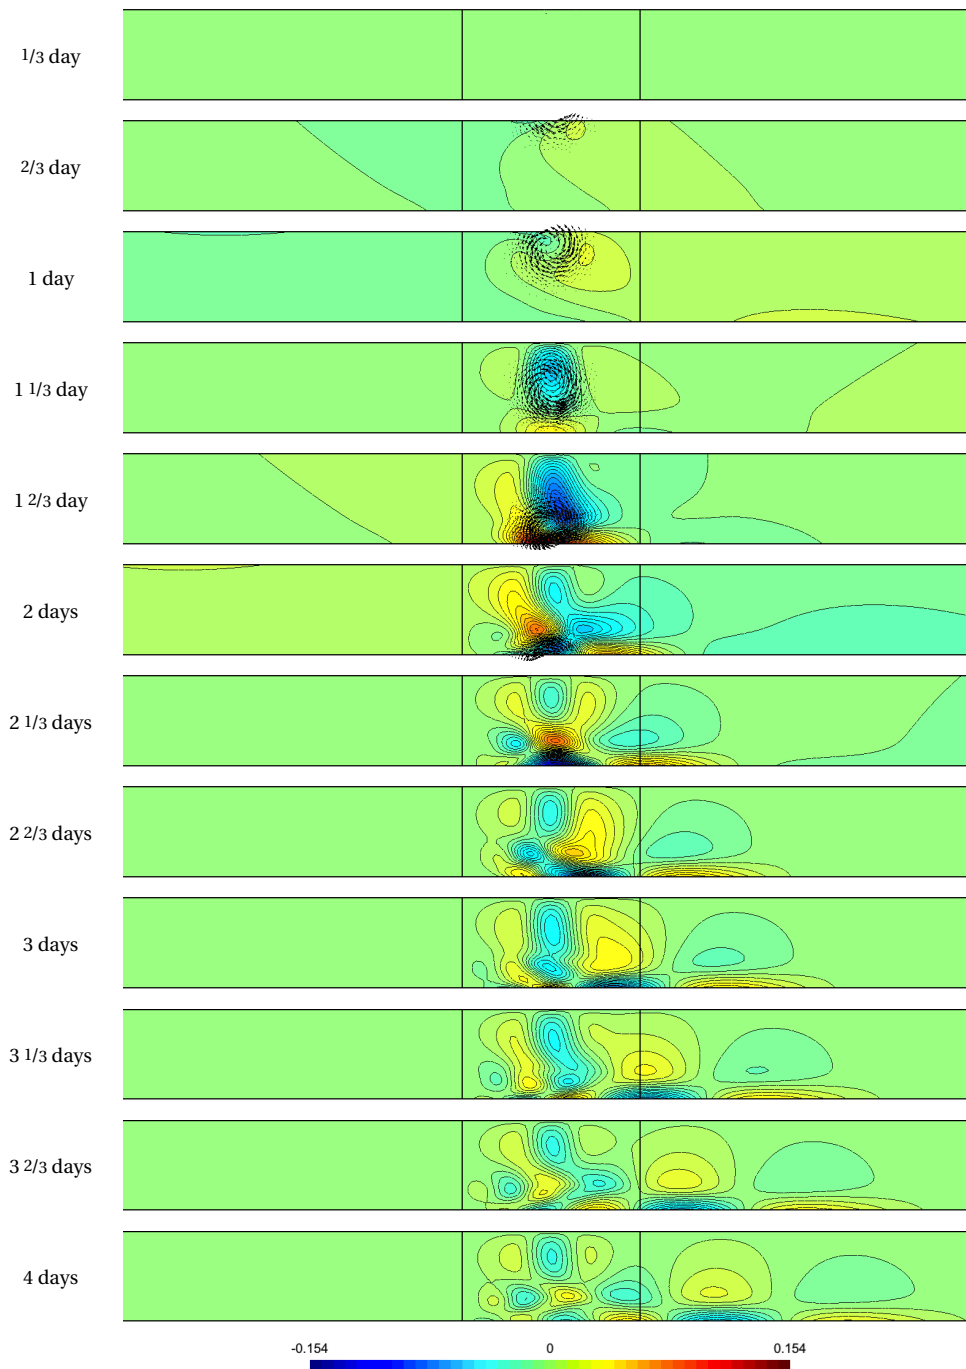 1/3 day
2/3 day
1 day
1 1/3 day
1 2/3 day
2 days
2 1/3 days
2 2/3 days
3 days
3 1/3 days
3 2/3 days
4 days
-0.154 0 0.154